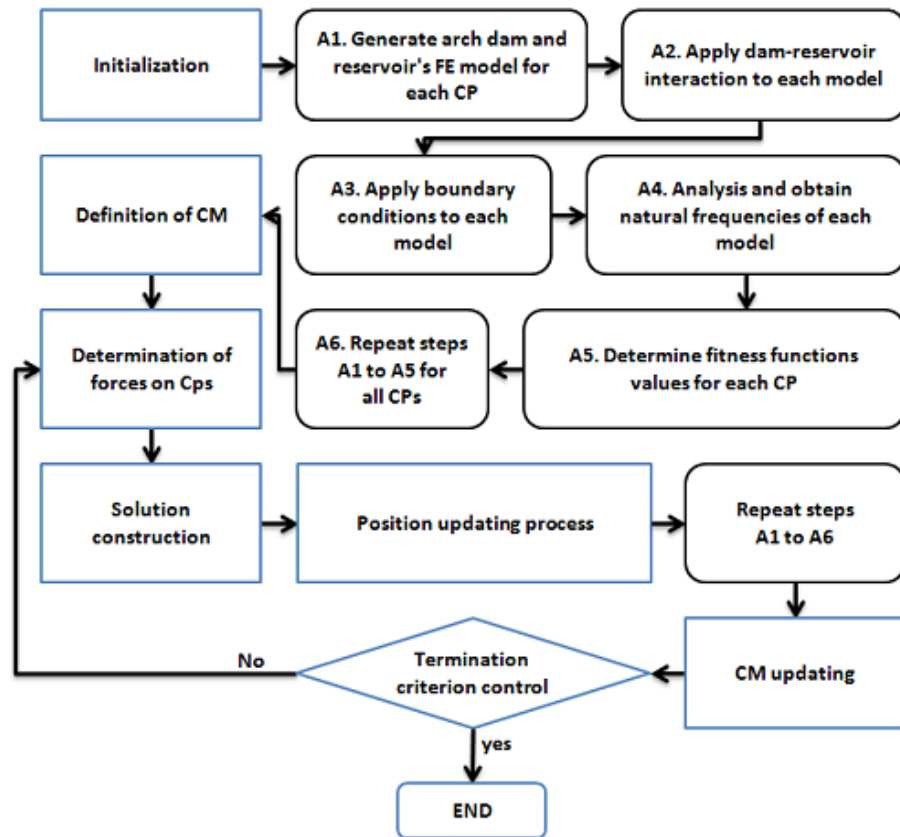 Initialization
A1. Generate arch dam and
reservoir's FE model for
each CP
A2. Apply dam-reservoir
interaction to each model
Definition of CM
A3. Apply boundary
conditions to each
model
A4. Analysis and obtain
natural frequencies of each
model
Determination of
forces on Cps
A6. Repeat steps
A1 to A5 for
all CPs
A5. Determine fitness functions
values for each CP
Solution
construction
Position updating process
Repeat steps
A1 to A6
No
Termination
criterion control
CM updating
yes
END